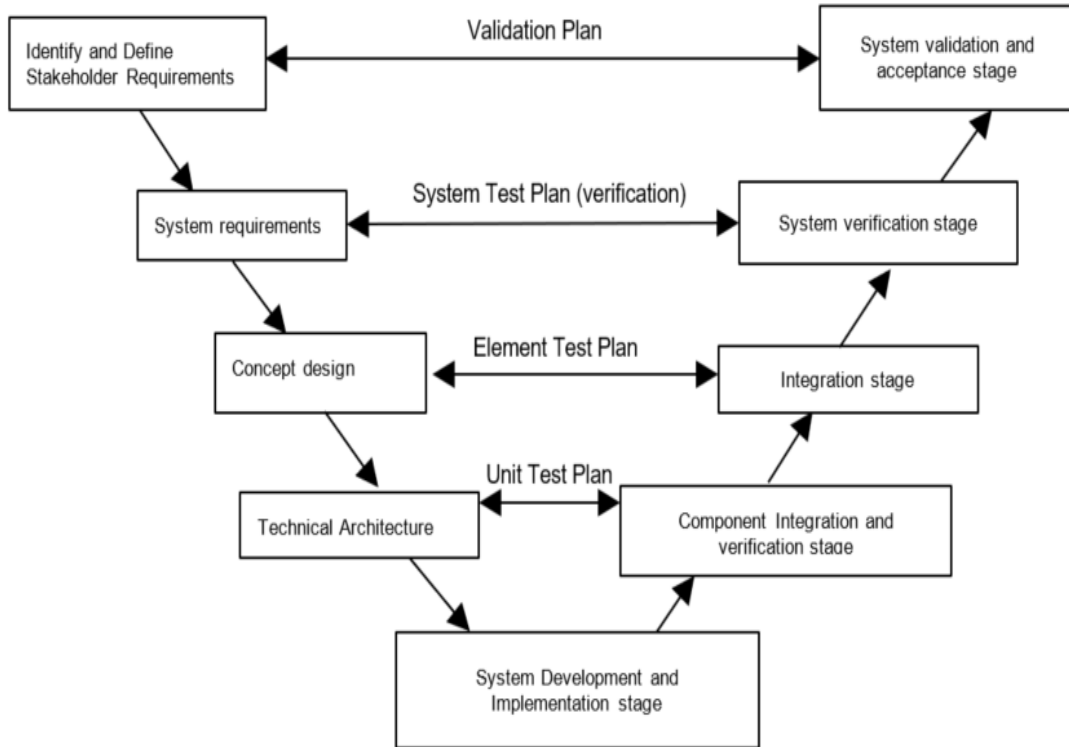 Identify and Define
Stakeholder Requirements
Validation Plan
System validation and
acceptance stage
System requirements
System Test Plan (verification)
System verification stage
Concept design
Element Test Plan
Integration stage
Technical Architecture
Unit Test Plan
Component Integration and
verification stage
System Development and
Implementation stage